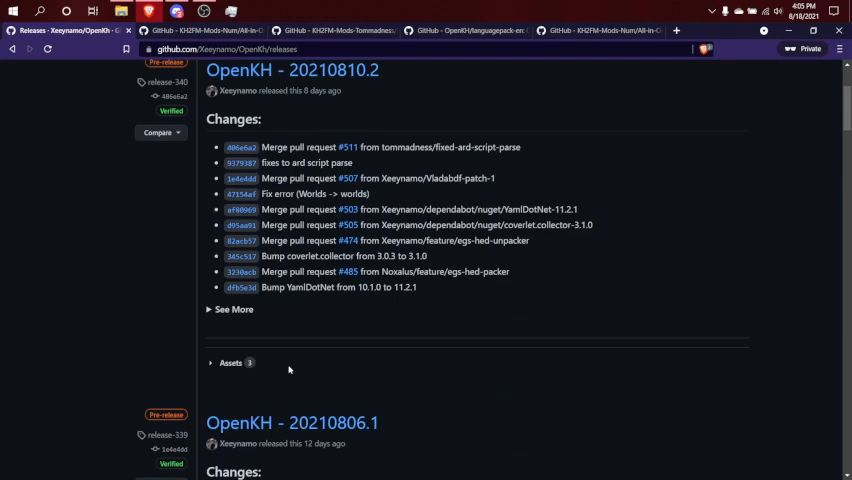 4:05 PM
8/18/2021
Releases · Xeeynamo/OpenKh · Gi
GitHub - KH2FM-Mods-Num/All-in-O
GitHub - KH2FM-Mods-Tommadness
GitHub - OpenKH/languagepack-en: O
GitHub - KH2FM-Mods-Num/All-in-O
github.com/Xeeynamo/OpenKh/releases
Private
Pre-release
OpenKH - 20210810.2
release-340
Xeeynamo released this 8 days ago
406e6a2
Verified
Changes:
Compare
406e6a2 Merge pull request #511 from tommadness/fixed-ard-script-parse
9379387 fixes to ard script parse
1e4e4dd Merge pull request #507 from Xeeynamo/Vladabdf-patch-1
47154af Fix error (Worlds -> worlds)
af80969 Merge pull request #503 from Xeeynamo/dependabot/nuget/YamlDotNet-11.2.1
d95aa91 Merge pull request #505 from Xeeynamo/dependabot/nuget/coverlet.collector-3.1.0
82acb57 Merge pull request #474 from Xeeynamo/feature/egs-hed-unpacker
345c517 Bump coverlet.collector from 3.0.3 to 3.1.0
3230acb Merge pull request #485 from Noxalus/feature/egs-hed-packer
dfb5e3d Bump YamlDotNet from 10.1.0 to 11.2.1
See More
Assets 3
Pre-release
OpenKH - 20210806.1
release-339
Xeeynamo released this 12 days ago
1e4e4dd
Verified
Changes: